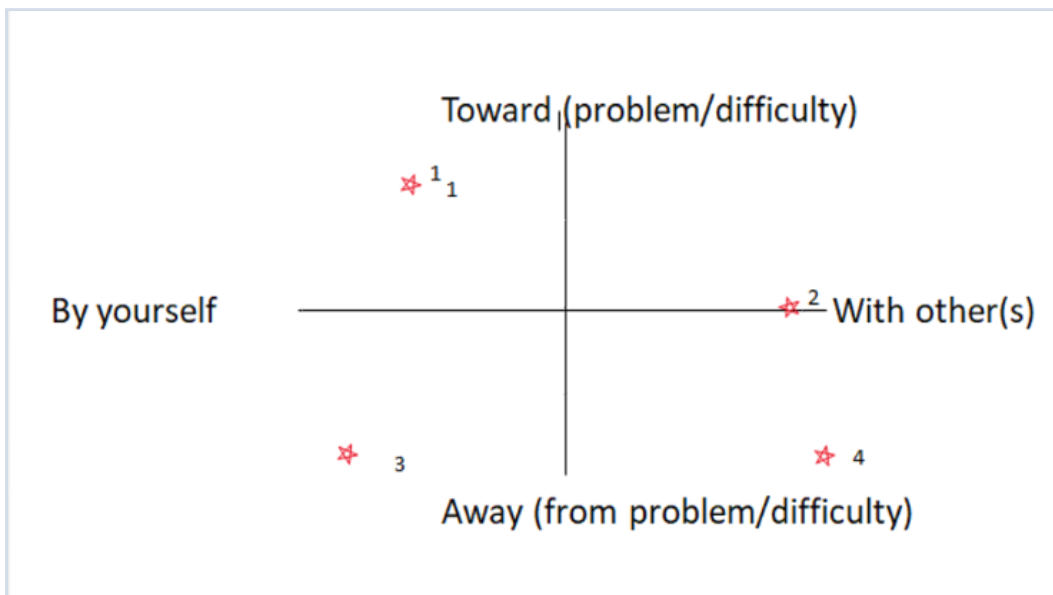 Toward (problem/difficulty)
1
1
By yourself
2
With other(s)
3
4
Away (from problem/difficulty)